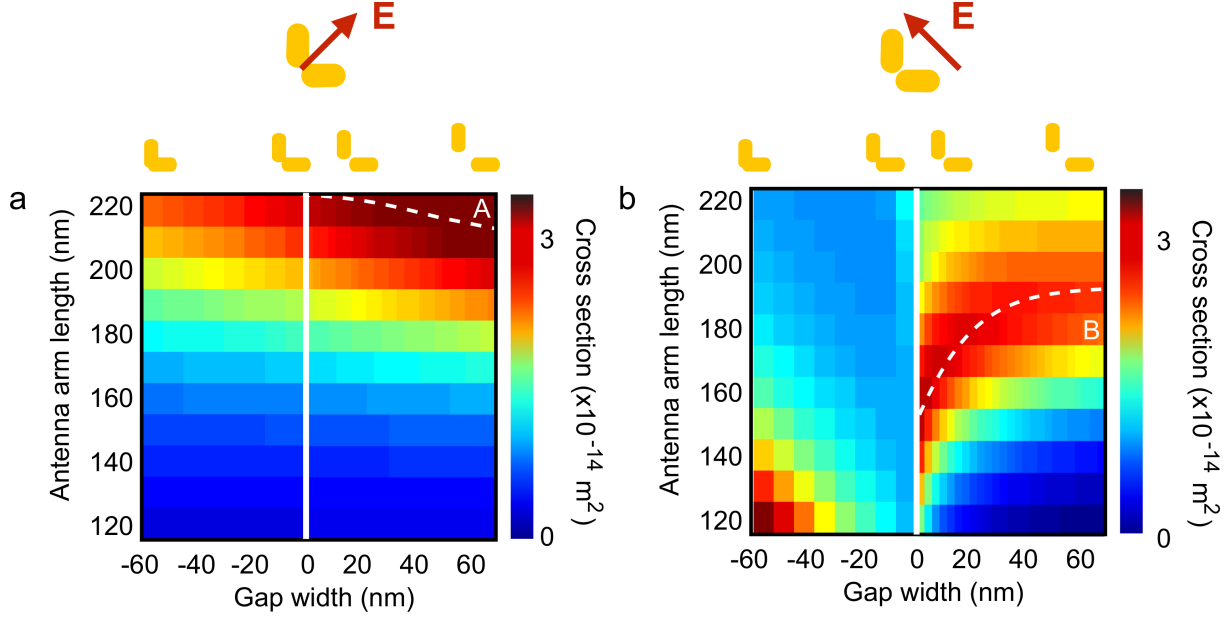 E
E
a
b
220
200
180
160
140
120
Antenna arm length (nm)
-60 -40 -20 0 20 40 60
Gap width (nm)
A
3
0
Cross section (x10⁻¹⁴ m²)
220
200
180
160
140
120
Antenna arm length (nm)
-60 -40 -20 0 20 40 60
Gap width (nm)
B
3
0
Cross section (x10⁻¹⁴ m²)